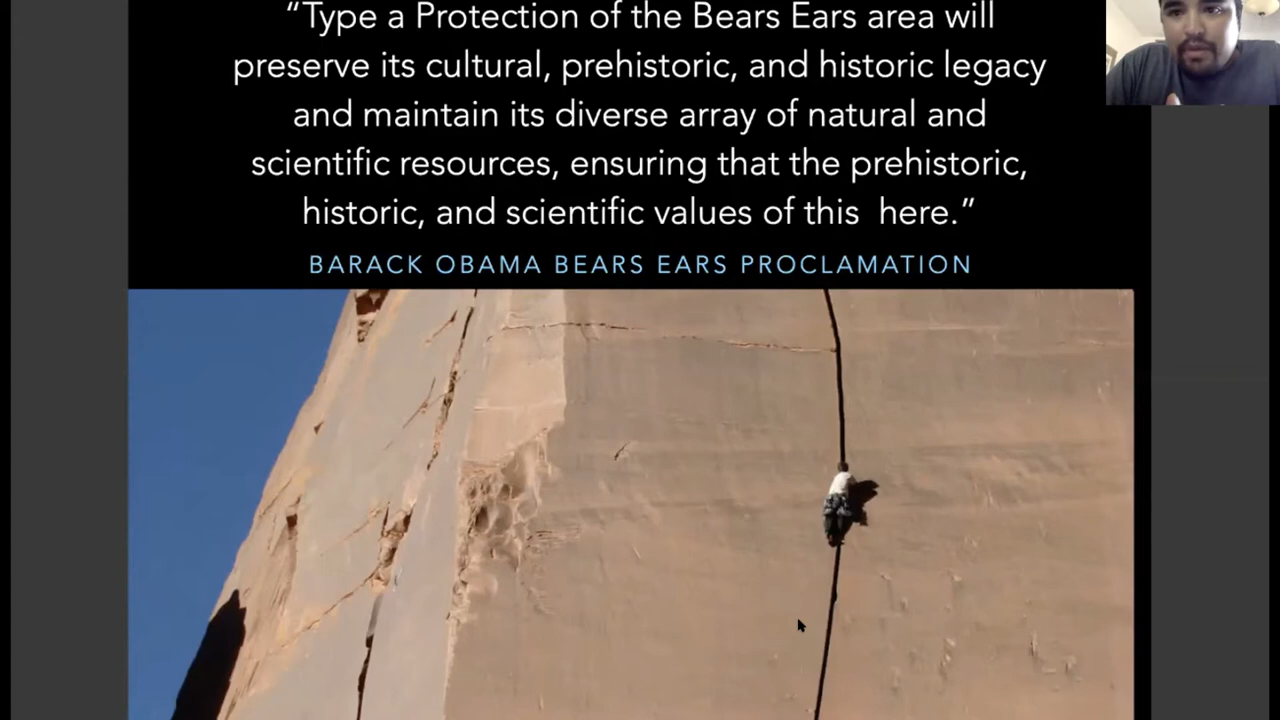 “Type a Protection of the Bears Ears area will
preserve its cultural, prehistoric, and historic legacy
and maintain its diverse array of natural and
scientific resources, ensuring that the prehistoric,
historic, and scientific values of this  here.”
BARACK OBAMA BEARS EARS PROCLAMATION